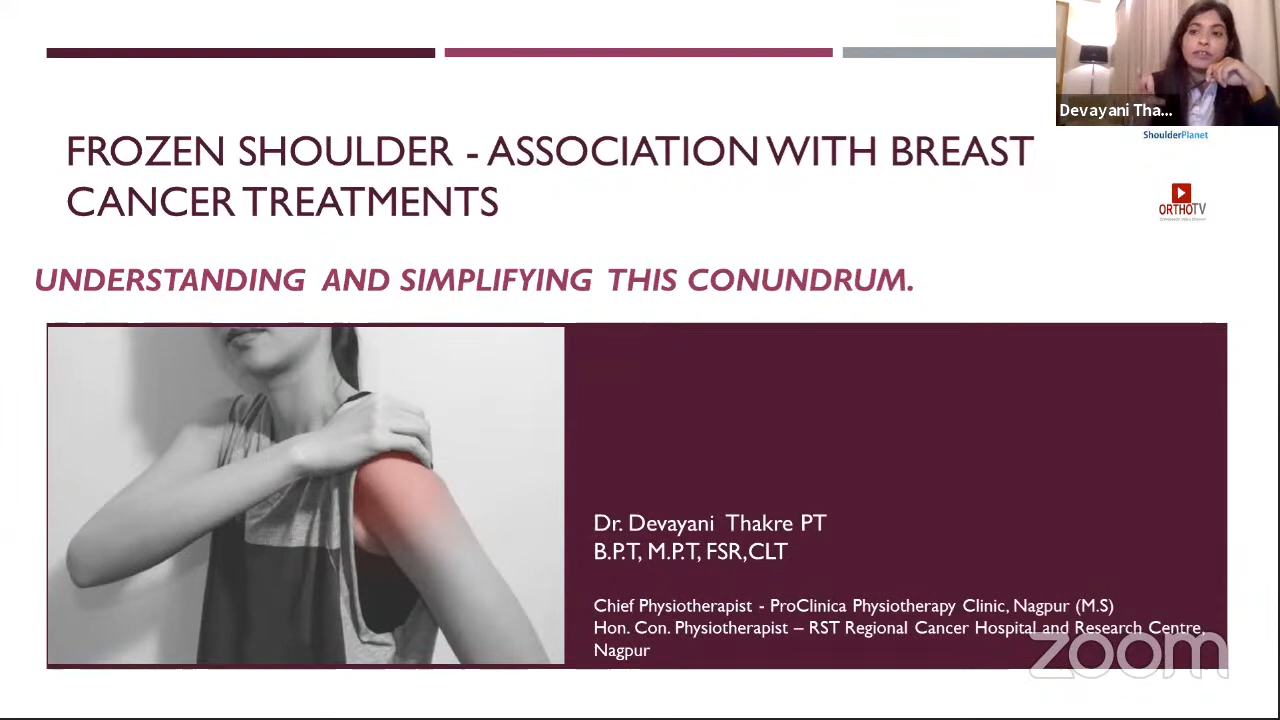 Devayani Tha...
ShoulderPlanet
ORTHOTV
FROZEN SHOULDER - ASSOCIATION WITH BREAST
CANCER TREATMENTS
UNDERSTANDING AND SIMPLIFYING THIS CONUNDRUM.
Dr. Devayani Thakre PT
B.P.T, M.P.T, FSR,CLT
Chief Physiotherapist - ProClinica Physiotherapy Clinic, Nagpur (M.S)
Hon. Con. Physiotherapist – RST Regional Cancer Hospital and Research Centre,
Nagpur
zoom